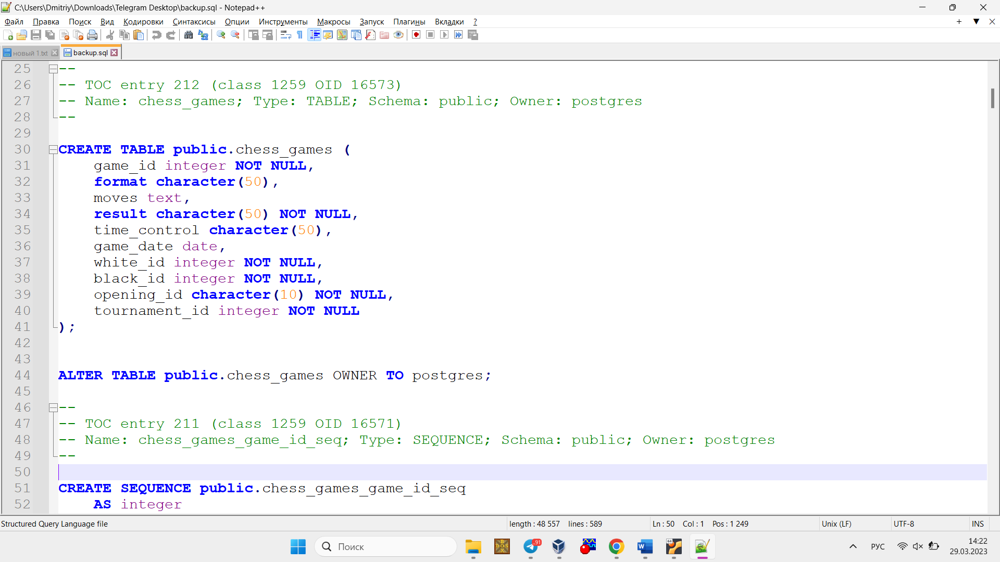 C:\Users\Dmitriy\Downloads\Telegram Desktop\backup.sql - Notepad++
Файл Правка Поиск Вид Кодировки Синтаксисы Опции Инструменты Макросы Запуск Плагины Вкладки ?
новый 1.txt backup.sql
25 --
26 -- TOC entry 212 (class 1259 OID 16573)
27 -- Name: chess_games; Type: TABLE; Schema: public; Owner: postgres
28 --
29
30 CREATE TABLE public.chess_games (
31 game_id integer NOT NULL,
32 format character(50),
33 moves text,
34 result character(50) NOT NULL,
35 time_control character(50),
36 game_date date,
37 white_id integer NOT NULL,
38 black_id integer NOT NULL,
39 opening_id character(10) NOT NULL,
40 tournament_id integer NOT NULL
41 );
42
43
44 ALTER TABLE public.chess_games OWNER TO postgres;
45
46 --
47 -- TOC entry 211 (class 1259 OID 16571)
48 -- Name: chess_games_game_id_seq; Type: SEQUENCE; Schema: public; Owner: postgres
49 --
50
51 CREATE SEQUENCE public.chess_games_game_id_seq
52 AS integer
Structured Query Language file length : 48 557 lines : 589 Ln : 50 Col : 1 Pos : 1 249 Unix (LF) UTF-8 INS
Поиск DOS ..91 W 64 РУС 14:22
29.03.2023